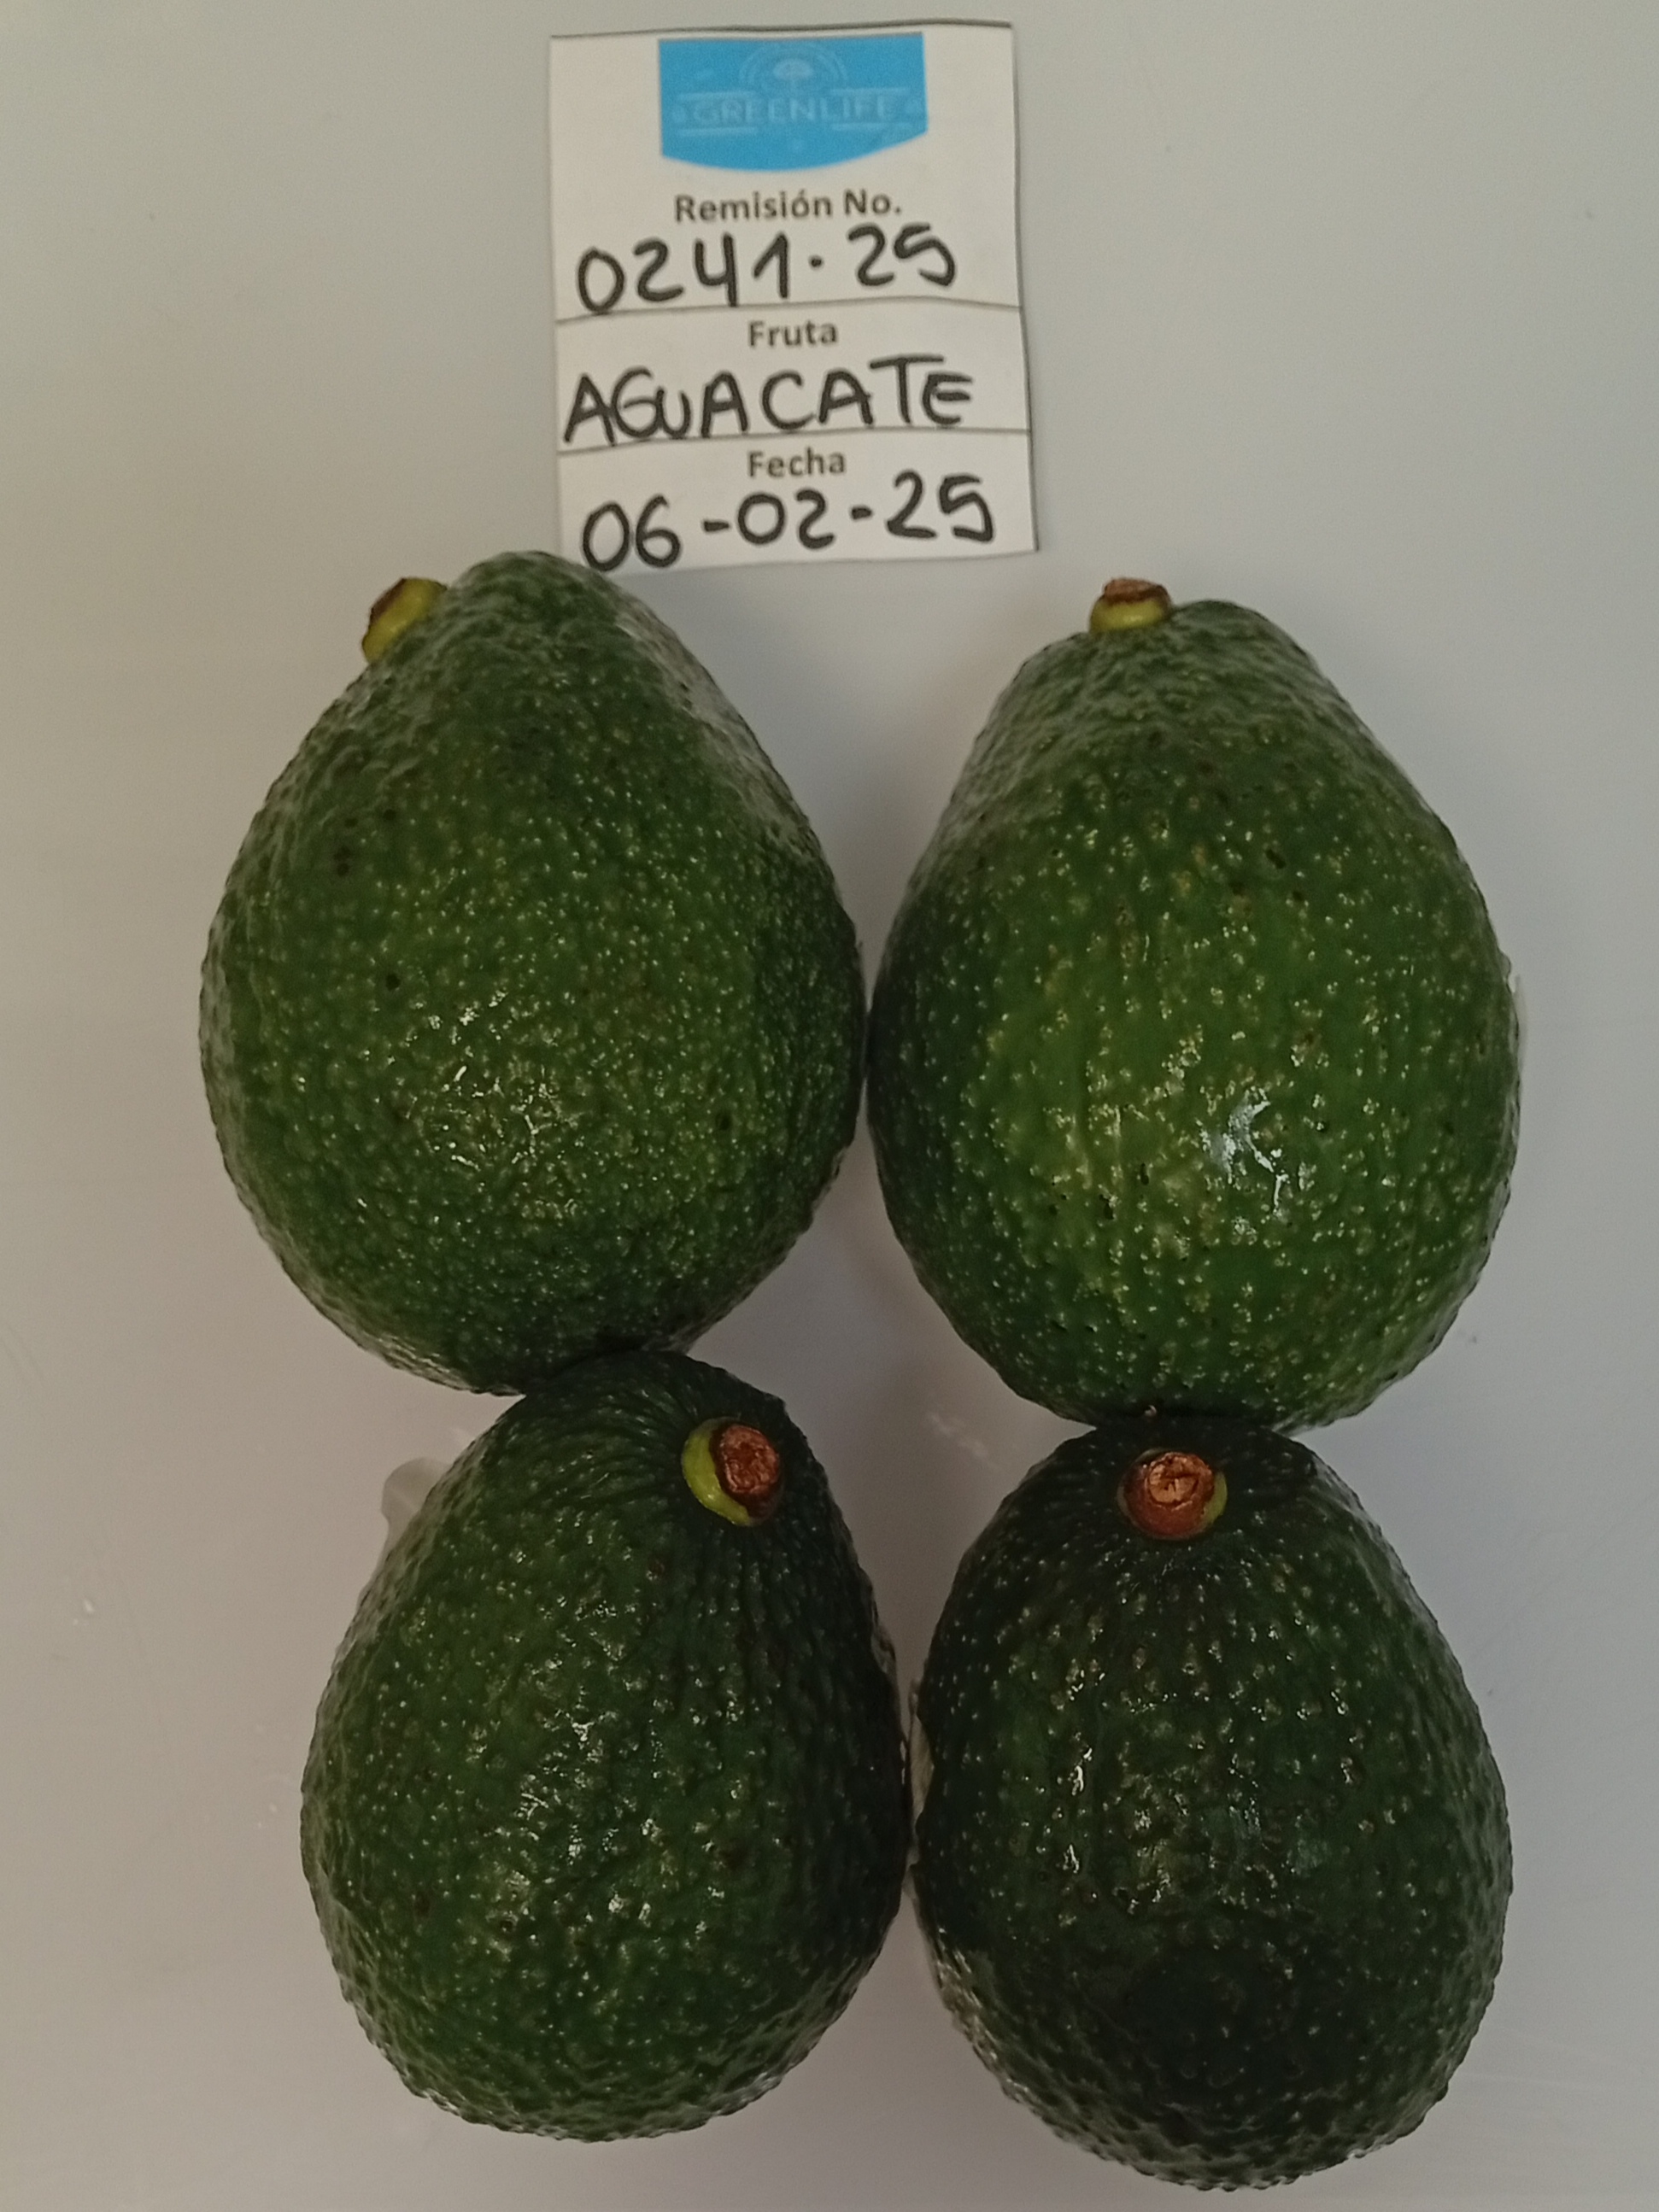 GREENLIFE
Remisión No.
0241.25
Fruta
AGUACATE
Fecha
06-02-25